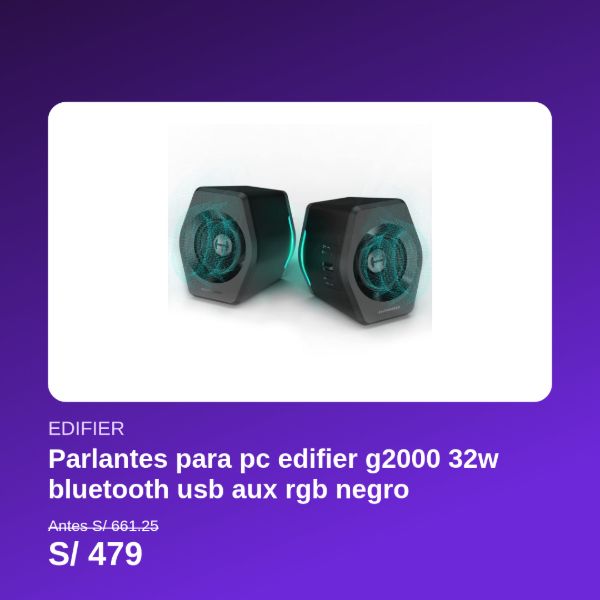 EDIFIER
Parlantes para pc edifier g2000 32w
bluetooth usb aux rgb negro
Antes S/ 661.25
S/ 479